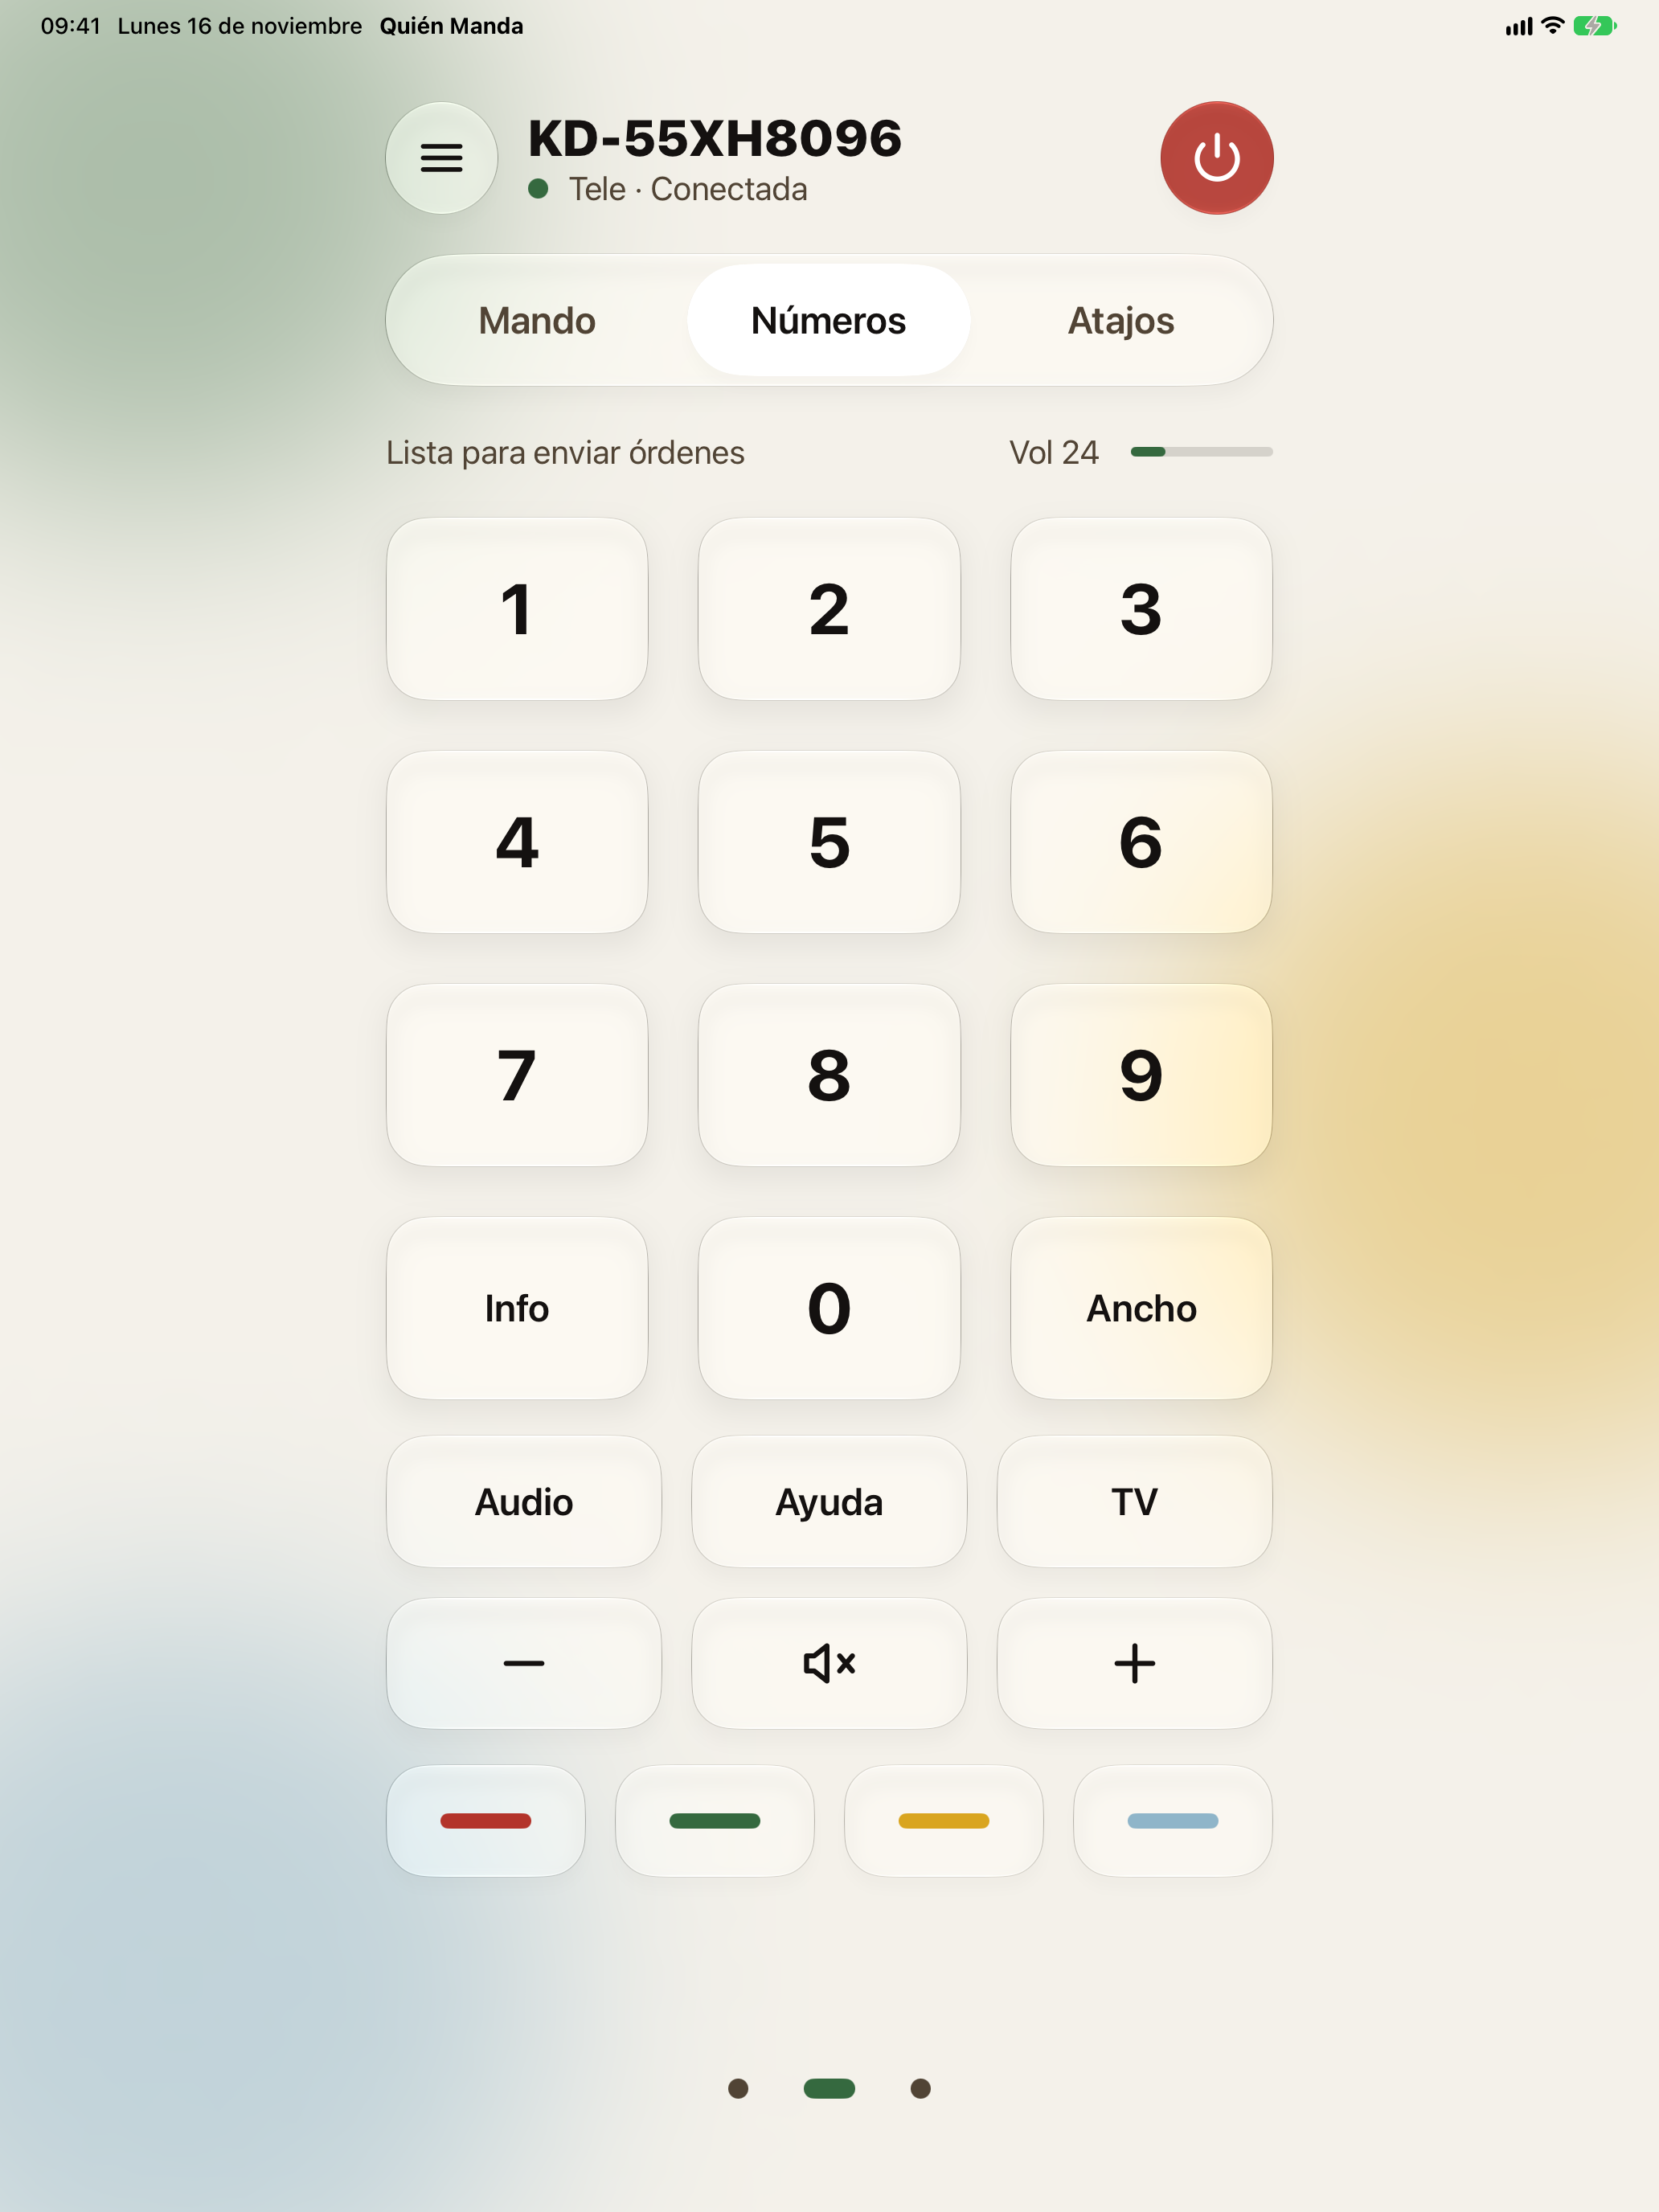 09:41 Lunes 16 de noviembre Quién Manda
KD-55XH8096
Tele · Conectada
Mando Números Atajos
Lista para enviar órdenes Vol 24
1 2 3
4 5 6
7 8 9
Info 0 Ancho
Audio Ayuda TV